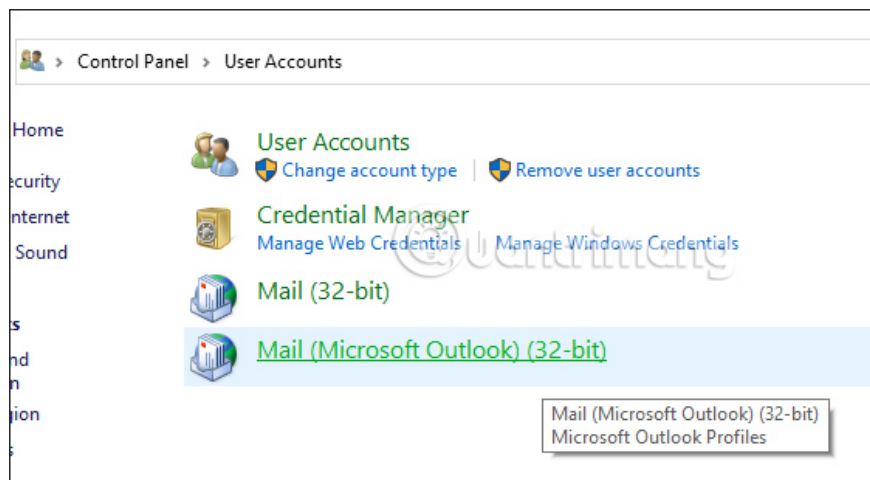 Control Panel > User Accounts
Home
ecurity
nternet
Sound
ts
nd
n
gion
s
User Accounts
Change account type | Remove user accounts
Credential Manager
Manage Web Credentials Manage Windows Credentials
Mail (32-bit)
Mail (Microsoft Outlook) (32-bit)
Mail (Microsoft Outlook) (32-bit)
Microsoft Outlook Profiles
Quantrimang